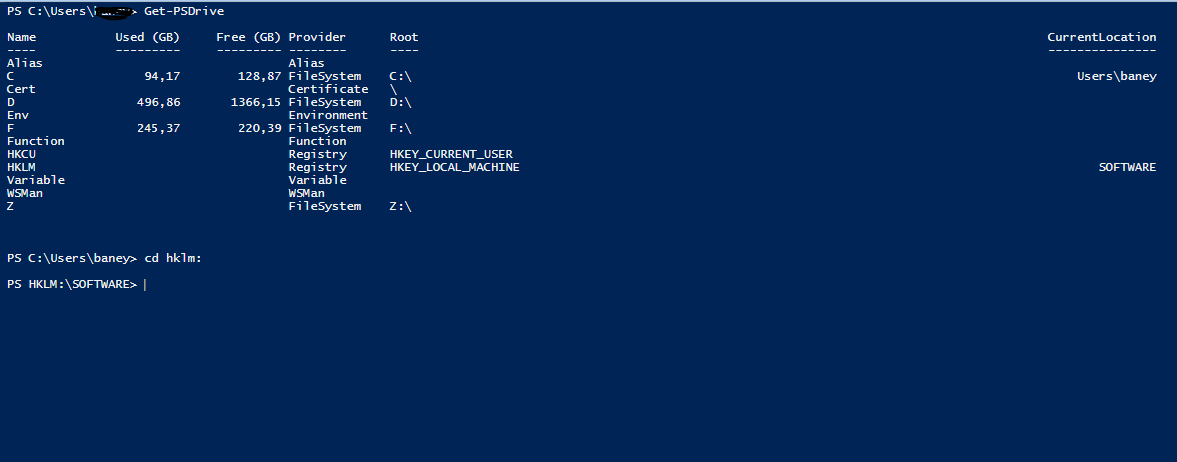 PS C:\Users\ > Get-PSDrive
Name Used (GB) Free (GB) Provider Root CurrentLocation
---- --------- --------- -------- ---- ---------------
Alias Alias
C 94,17 128,87 FileSystem C:\ Users\baney
Cert Certificate \
D 496,86 1366,15 FileSystem D:\
Env Environment
F 245,37 220,39 FileSystem F:\
Function Function
HKCU Registry HKEY_CURRENT_USER
HKLM Registry HKEY_LOCAL_MACHINE SOFTWARE
Variable Variable
WSMan WSMan
Z FileSystem Z:\
PS C:\Users\baney> cd hklm:
PS HKLM:\SOFTWARE>